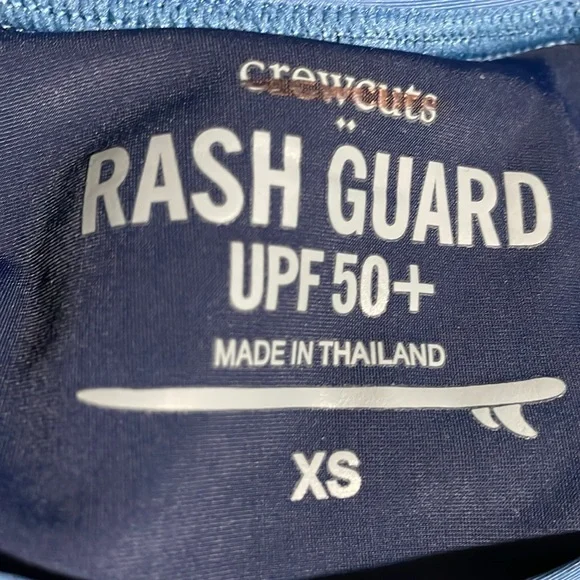 crewcuts
RASH GUARD
UPF 50+
MADE IN THAILAND
XS